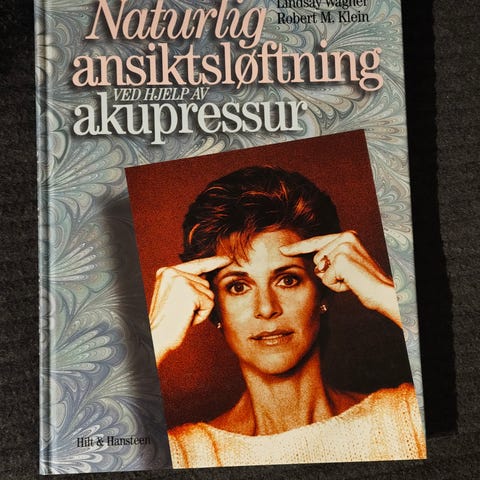 Lindsay Wagner
Robert M. Klein
Naturlig
ansiktsløftning
VED HJELP AV
akupressur
Hilt & Hansteen